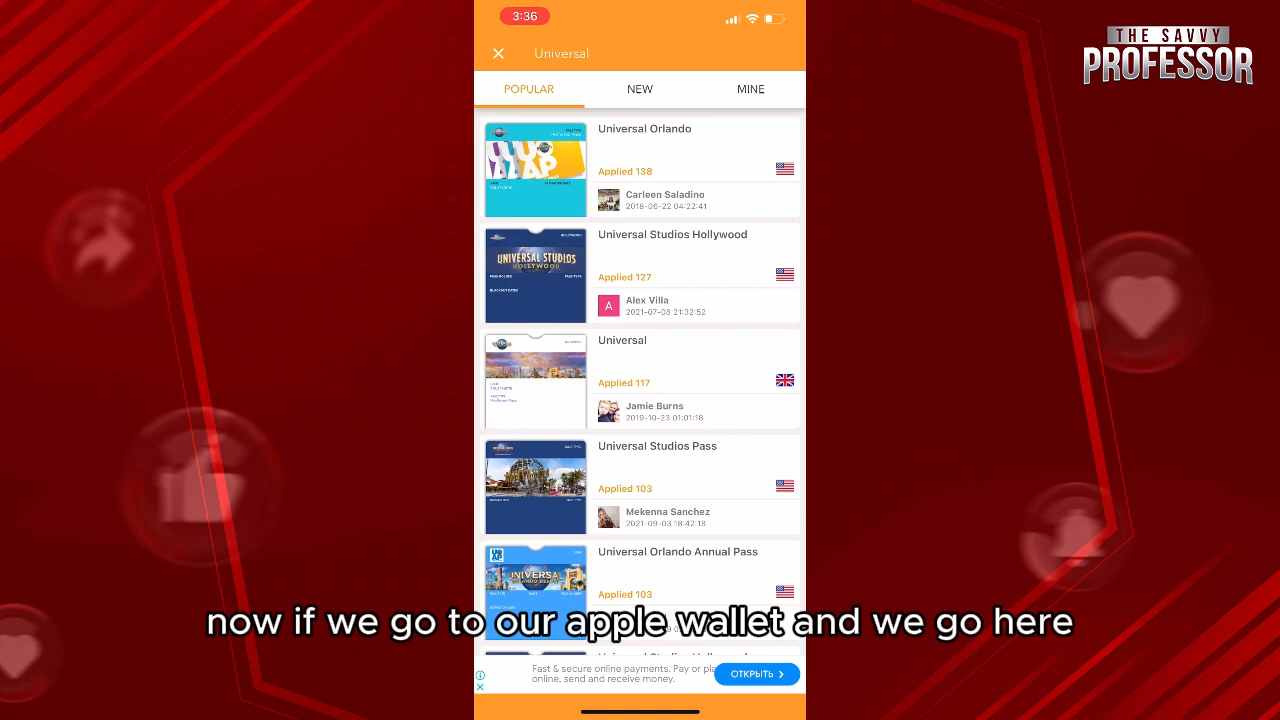 3:36
THE SAVVY
PROFESSOR
Universal
POPULAR
NEW
MINE
Universal Orlando
Applied 138
Carleen Saladino
2018-06-22 04:22:41
Universal Studios Hollywood
Applied 127
UNIVERSAL STUDIOS
HOLLYWOOD
A
Alex Villa
2021-07-08 21:32:52
Universal
Applied 117
Jamie Burns
2019-10-23 01:01:18
Universal Studios Pass
Applied 103
Mekenna Sanchez
2021-09-03 18:42:18
Universal Orlando Annual Pass
Applied 103
now if we go to our apple wallet and we go here
Fast & secure online payments. Pay or
online, send and receive money.
ОТКРЫТЬ